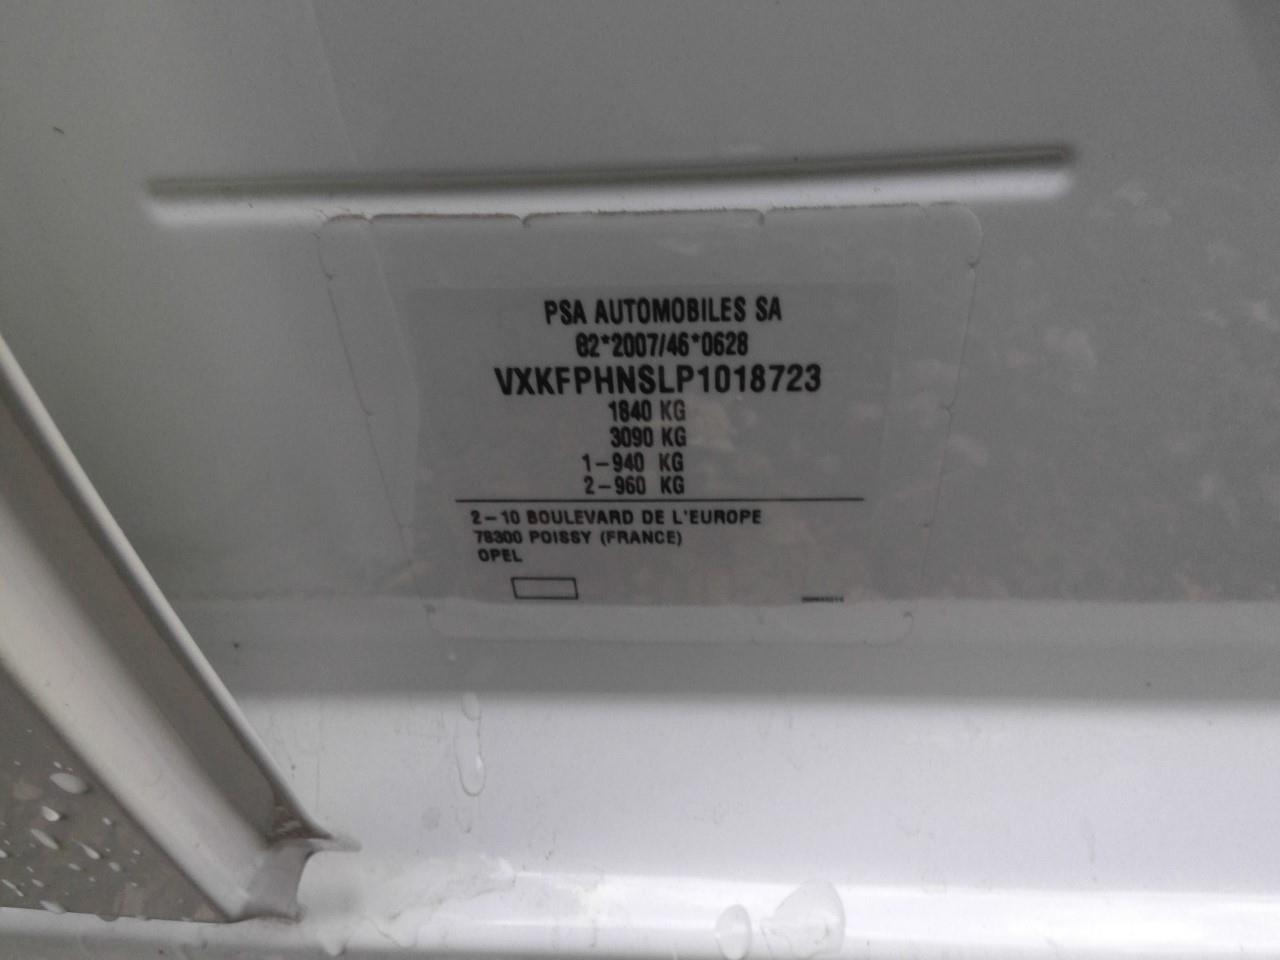 PSA AUTOMOBILES SA
e2*2007/46*0628
VXKFPHNSLP1018723
1840 KG
3090 KG
1-940 KG
2-960 KG
2-10 BOULEVARD DE L'EUROPE
78300 POISSY (FRANCE)
OPEL